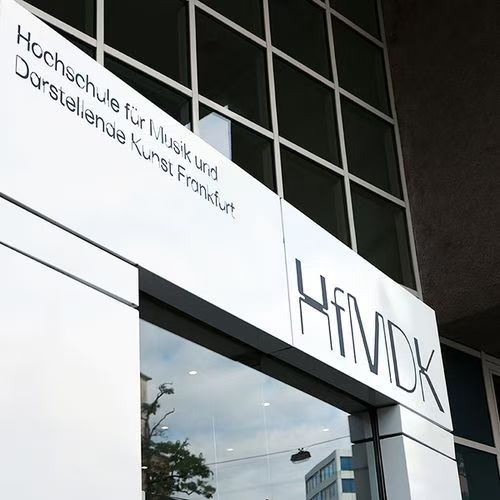 Hochschule für Musik und
Darstellende Kunst Frankfurt
HfMDK